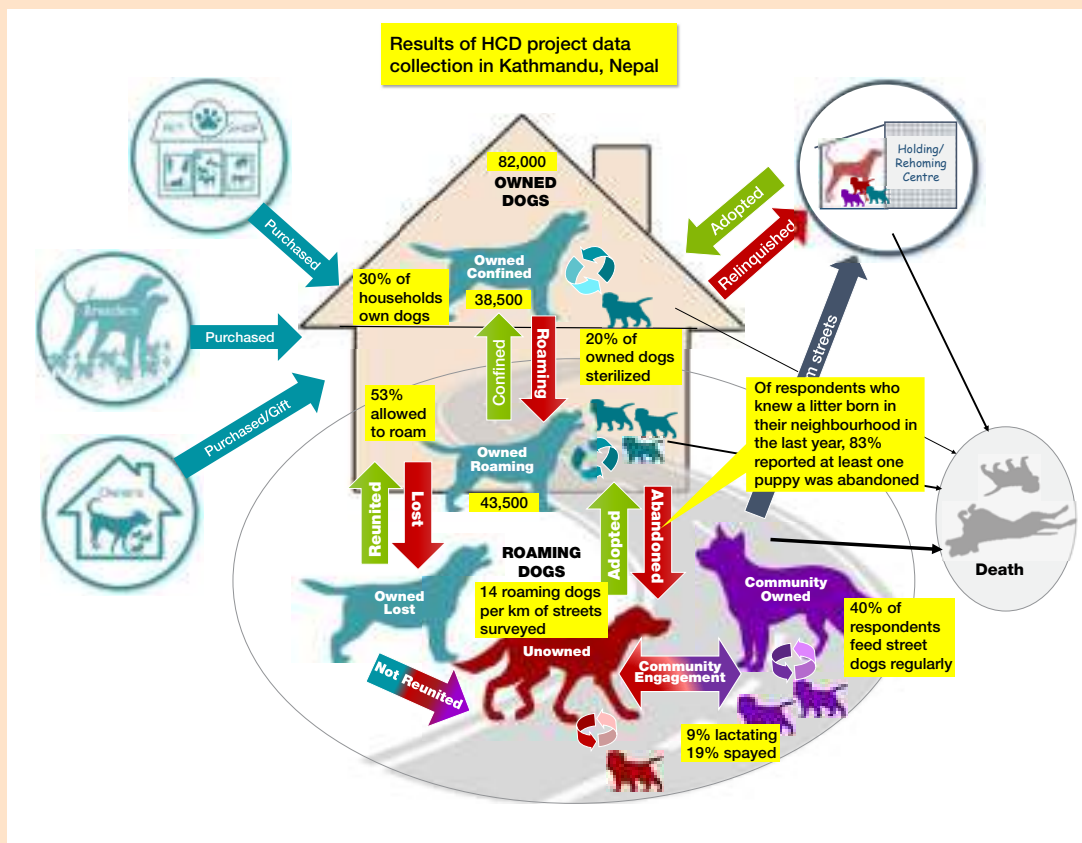 Results of HCD project data
collection in Kathmandu, Nepal
PET SHOP
Holding/
Rehoming
Centre
82,000
OWNED
DOGS
Adopted
Relinquished
Purchased
Owned
Confined
38,500
30% of
households
own dogs
Breeders
Purchased
Confined
Roaming
20% of
owned dogs
sterilized
streets
Of respondents who
knew a litter born in
their neighbourhood in
the last year, 83%
reported at least one
puppy was abandoned
53%
allowed
to roam
Purchased/Gift
Owned
Roaming
43,500
Owners
Reunited
Lost
Adopted
Abandoned
ROAMING
DOGS
14 roaming dogs
per km of streets
surveyed
Death
Owned
Lost
Community
Owned
40% of
respondents
feed street
dogs regularly
Unowned
Community
Engagement
Not Reunited
9% lactating
19% spayed